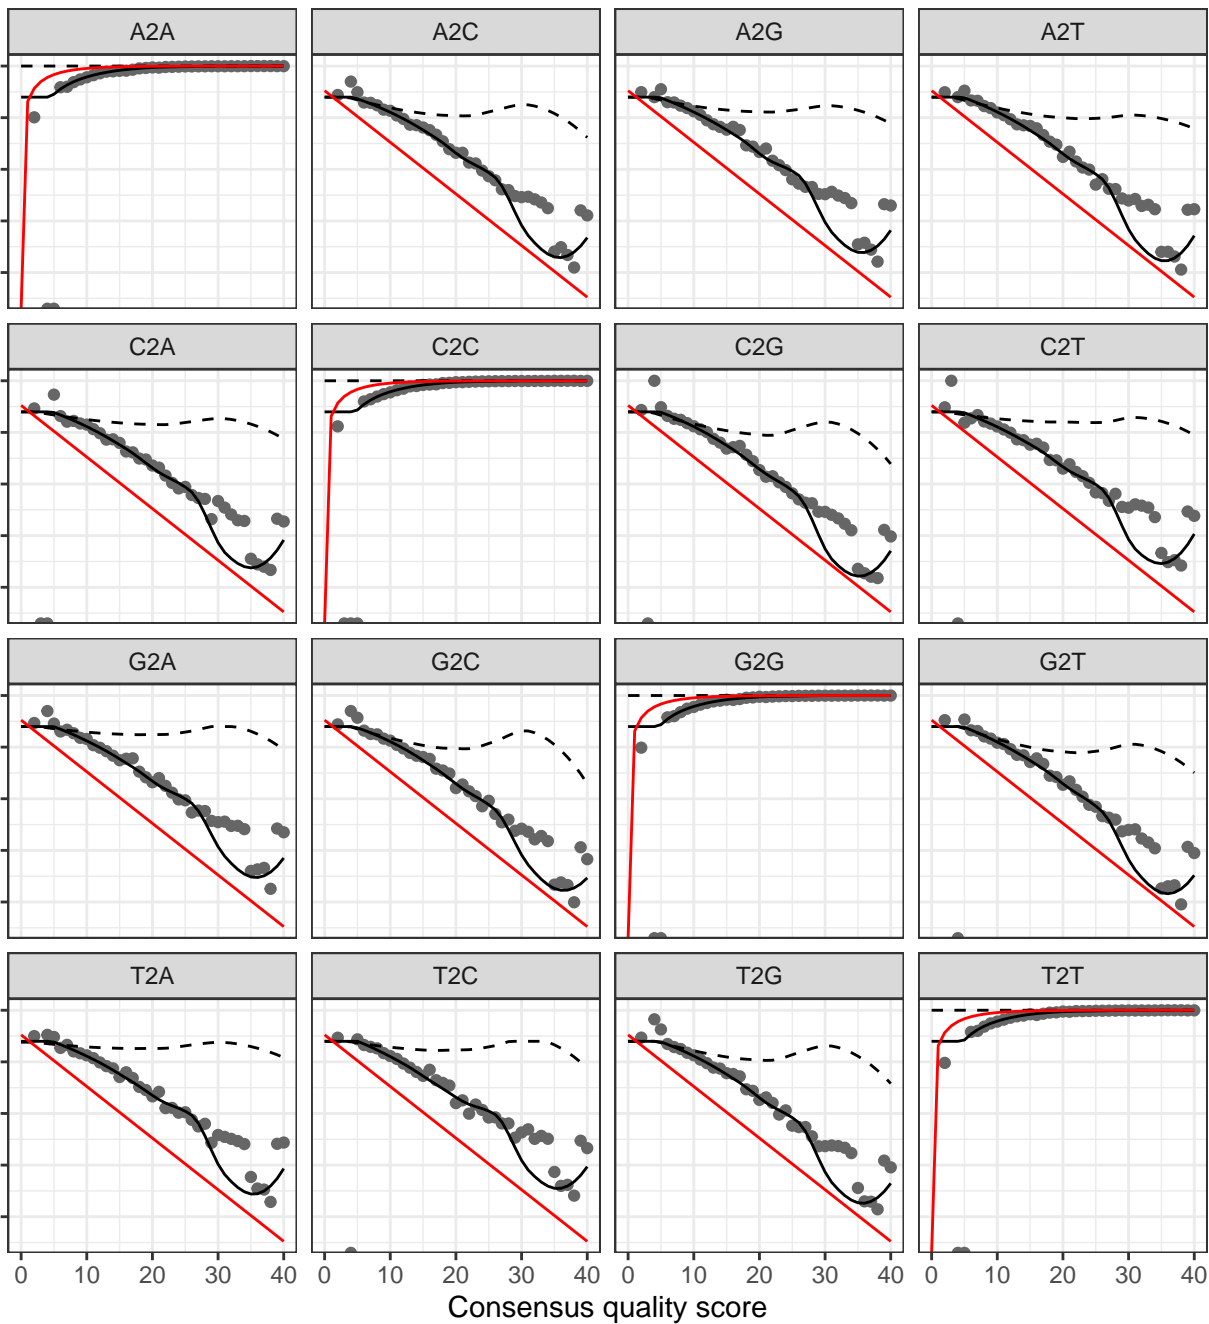 A2A A2C A2G A2T
C2A C2C C2G C2T
G2A G2C G2G G2T
T2A T2C T2G T2T
0 10 20 30 40 0 10 20 30 40 0 10 20 30 40 0 10 20 30 40
Consensus quality score